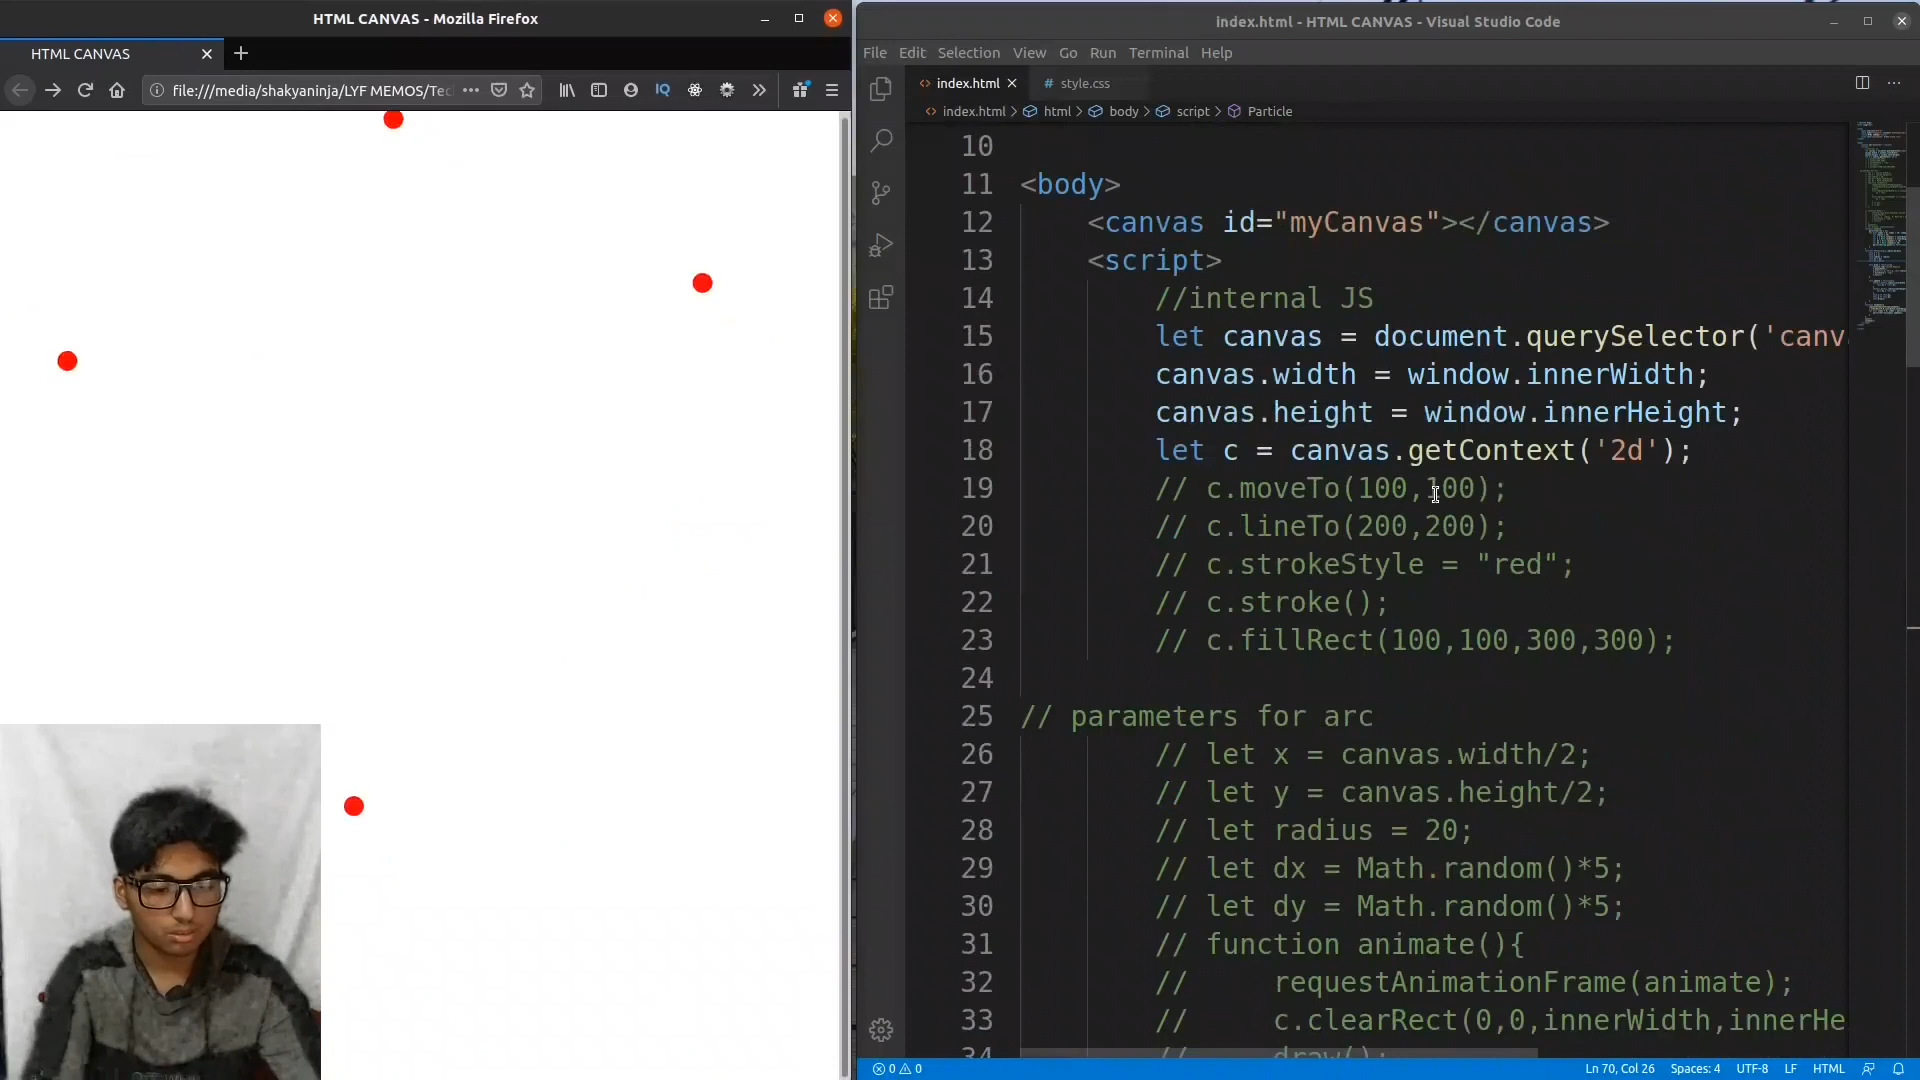 HTML CANVAS - Mozilla Firefox
HTML CANVAS
file:///media/shakyaninja/LYF MEMOS/Tec
index.html - HTML CANVAS - Visual Studio Code
File Edit Selection View Go Run Terminal Help
index.html
# style.css
index.html > html > body > script > Particle
10
11 <body>
12 <canvas id="myCanvas"></canvas>
13 <script>
14 //internal JS
15 let canvas = document.querySelector('canv
16 canvas.width = window.innerWidth;
17 canvas.height = window.innerHeight;
18 let c = canvas.getContext('2d');
19 // c.moveTo(100,100);
20 // c.lineTo(200,200);
21 // c.strokeStyle = "red";
22 // c.stroke();
23 // c.fillRect(100,100,300,300);
24
25 // parameters for arc
26 // let x = canvas.width/2;
27 // let y = canvas.height/2;
28 // let radius = 20;
29 // let dx = Math.random()*5;
30 // let dy = Math.random()*5;
31 // function animate(){
32 // requestAnimationFrame(animate);
33 // c.clearRect(0,0,innerWidth,innerHe
34 // draw();
0 0 Ln 70, Col 26 Spaces: 4 UTF-8 LF HTML